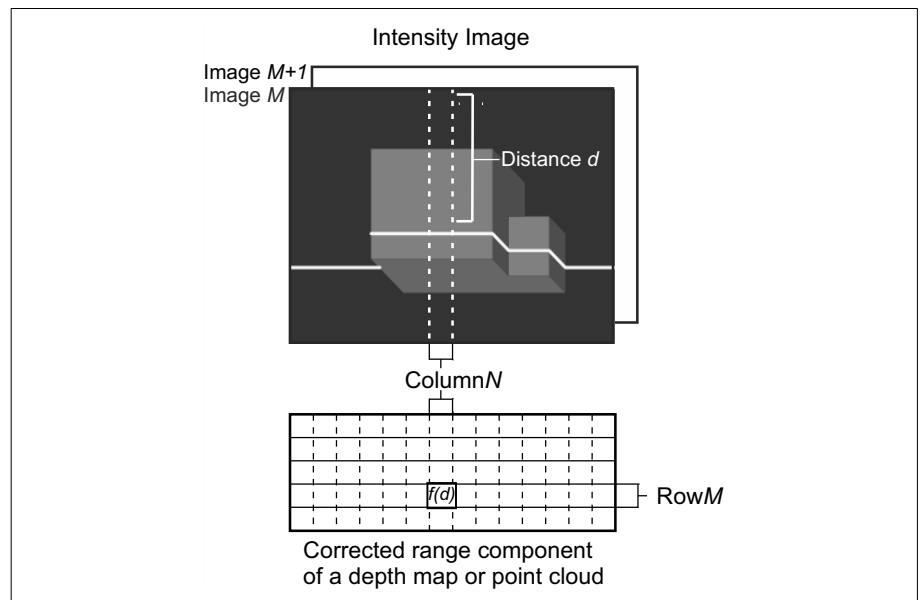 Intensity Image
Image M+1
Image M
Distance d
ColumnN
f(d)
RowM
Corrected range component
of a depth map or point cloud